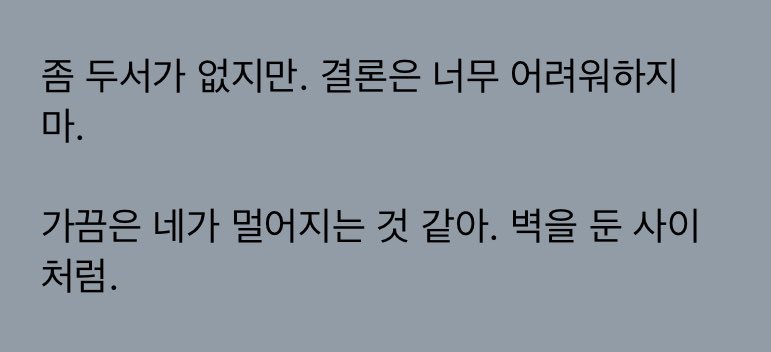 좀 두서가 없지만. 결론은 너무 어려워하지
마.
가끔은 네가 멀어지는 것 같아. 벽을 둔 사이
처럼.